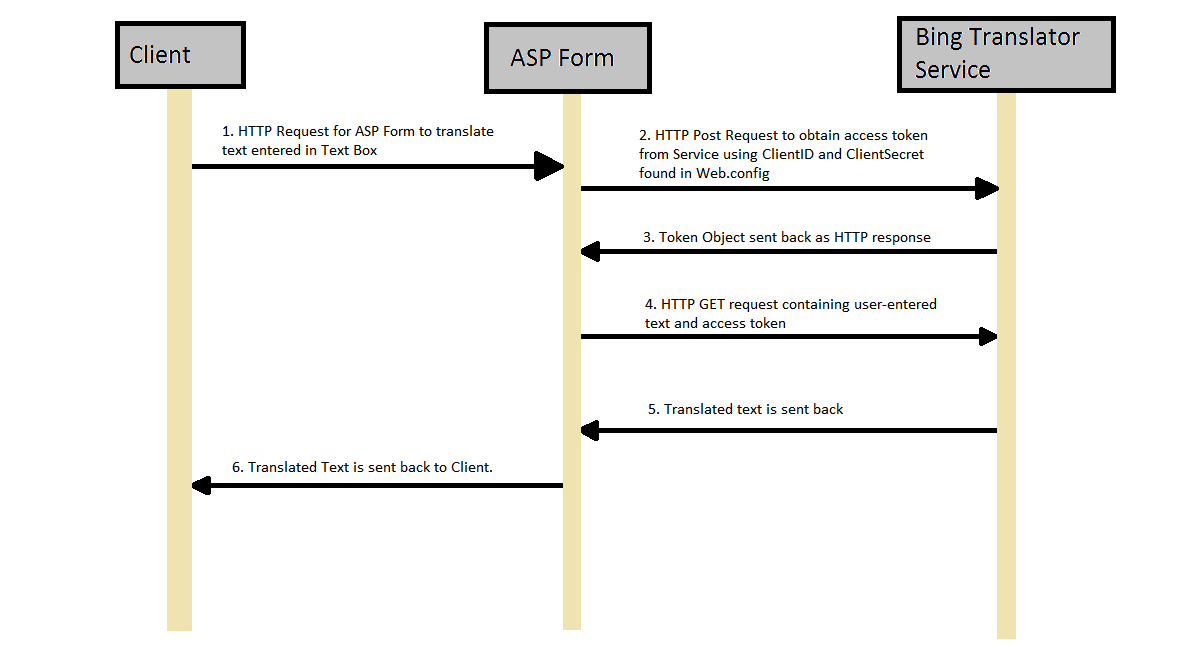 Client
ASP Form
Bing Translator
Service
1. HTTP Request for ASP Form to translate
text entered in Text Box
2. HTTP Post Request to obtain access token
from Service using ClientID and ClientSecret
found in Web.config
3. Token Object sent back as HTTP response
4. HTTP GET request containing user-entered
text and access token
5. Translated text is sent back
6. Translated Text is sent back to Client.